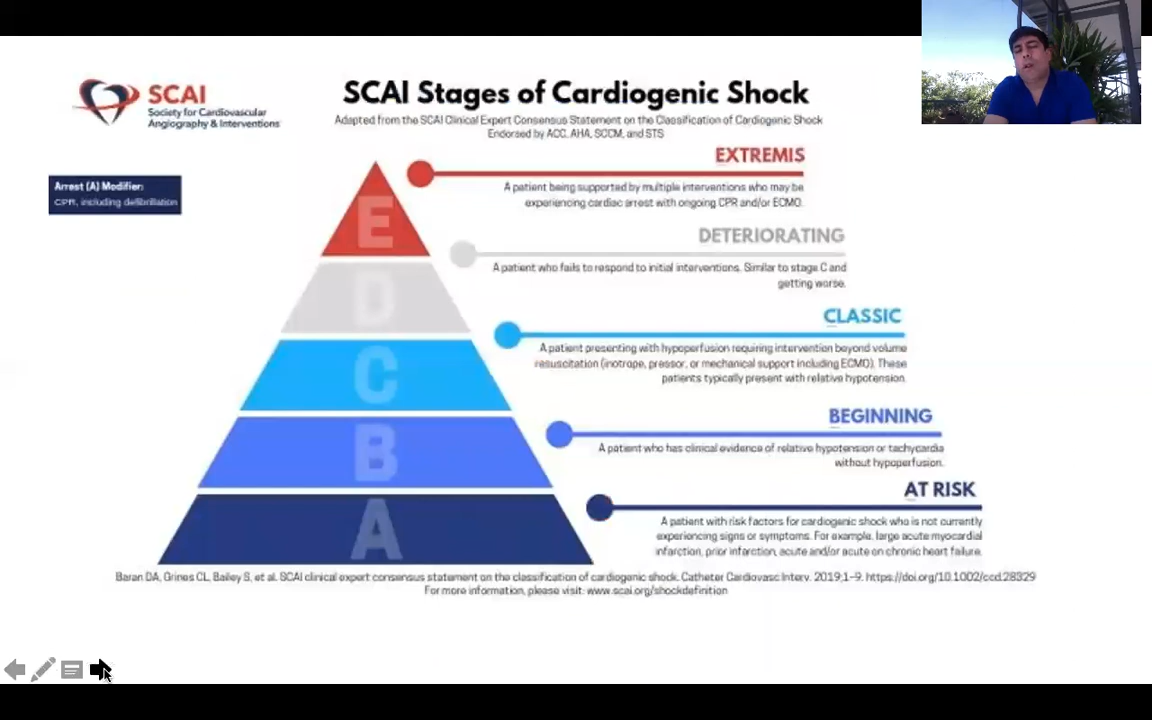 SCAI
Society for Cardiovascular
Angiography & Interventions
SCAI Stages of Cardiogenic Shock
Adapted from the SCAI Clinical Expert Consensus Statement on the Classification of Cardiogenic Shock
Endorsed by ACC, AHA, SCCM, and STS
Arrest (A) Modifier:
CPR, including defibrillation
E
EXTREMIS
A patient being supported by multiple interventions who may be
experiencing cardiac arrest with ongoing CPR and/or ECMO.
D
DETERIORATING
A patient who fails to respond to initial interventions. Similar to stage C and
getting worse.
C
CLASSIC
A patient presenting with hypoperfusion requiring intervention beyond volume
resuscitation (inotrope, pressor, or mechanical support including ECMO). These
patients typically present with relative hypotension.
B
BEGINNING
A patient who has clinical evidence of relative hypotension or tachycardia
without hypoperfusion.
A
AT RISK
A patient with risk factors for cardiogenic shock who is not currently
experiencing signs or symptoms. For example, large acute myocardial
infarction, prior infarction, acute and/or acute on chronic heart failure.
Baran DA, Grines CL, Bailey S, et al. SCAI clinical expert consensus statement on the classification of cardiogenic shock. Catheter Cardiovasc Interv. 2019;1-9. https://doi.org/10.1002/ccd.28329
For more information, please visit: www.scai.org/shockdefinition